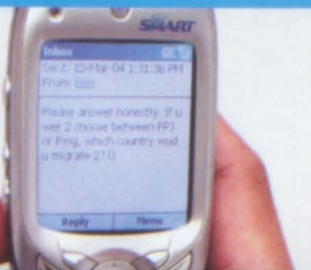 SMART
Inbox
Sent: 10-Mar-04 1:31:36 PM
From: Ben
Please answer honestly. If u
wer 2 choose between FPJ
or Ping, which country wud
u migrate 2?
Reply Menu